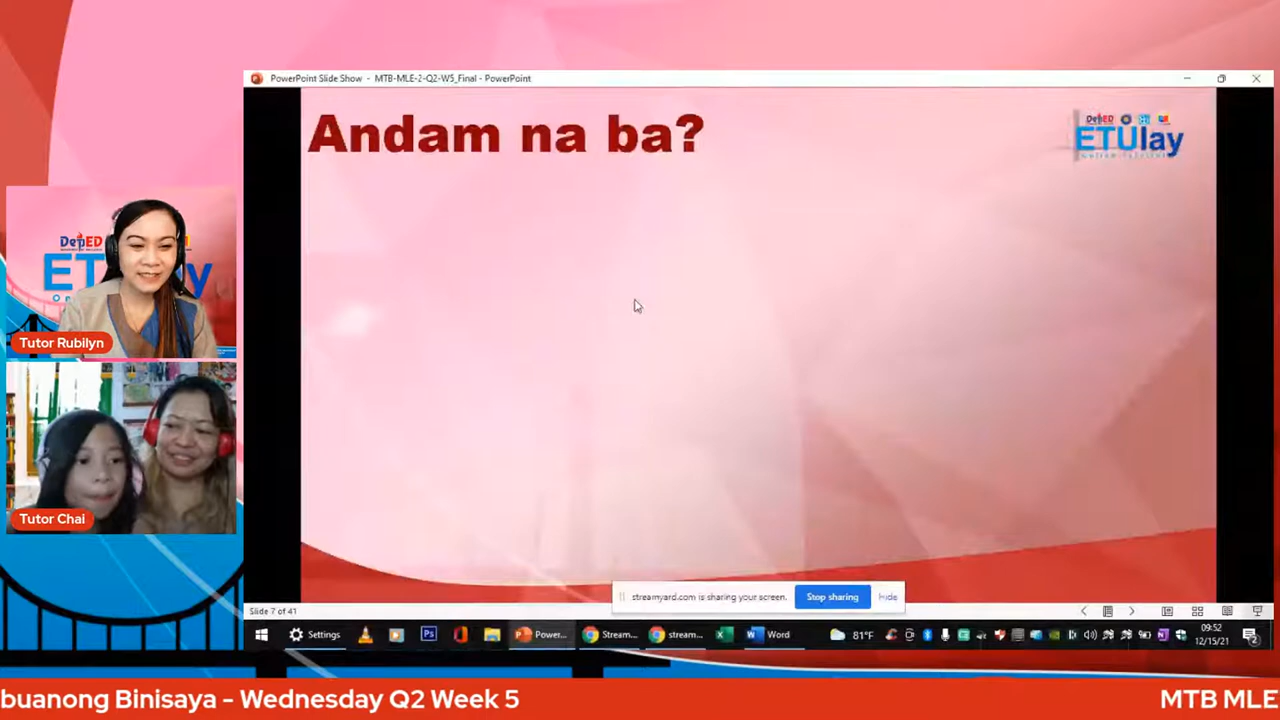 PowerPoint Slide Show - MTB-MLE-2-Q2-W5_Final - PowerPoint
Andam na ba?
DepED
ETUlay
DepED
ET
y
Tutor Rubilyn
Tutor Chai
streamyard.com is sharing your screen.
Stop sharing
Hide
Slide 7 of 41
Settings
Power...
Stream...
stream...
Word
81°F
09:52
12/15/21
2
buanong Binisaya - Wednesday Q2 Week 5
MTB MLE